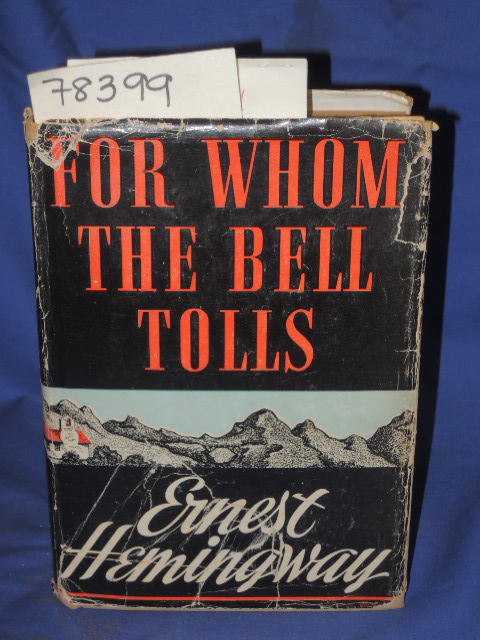 78399
FOR WHOM
THE BELL
TOLLS
Ernest
Hemingway